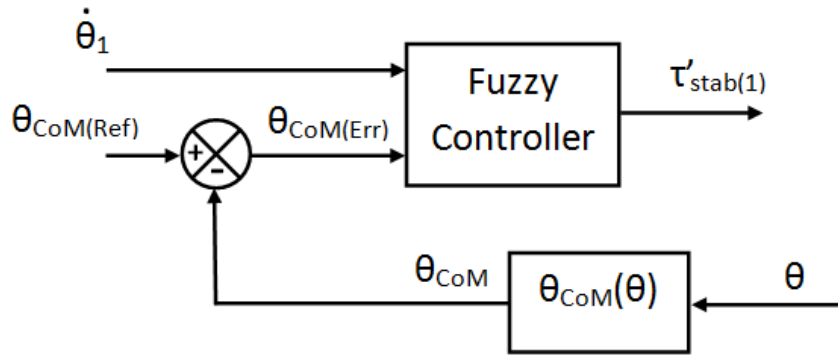 θ̇₁
Fuzzy
Controller
τ′stab(1)
θCoM(Ref)
θCoM(Err)
+
-
θCoM
θCoM(θ)
θ